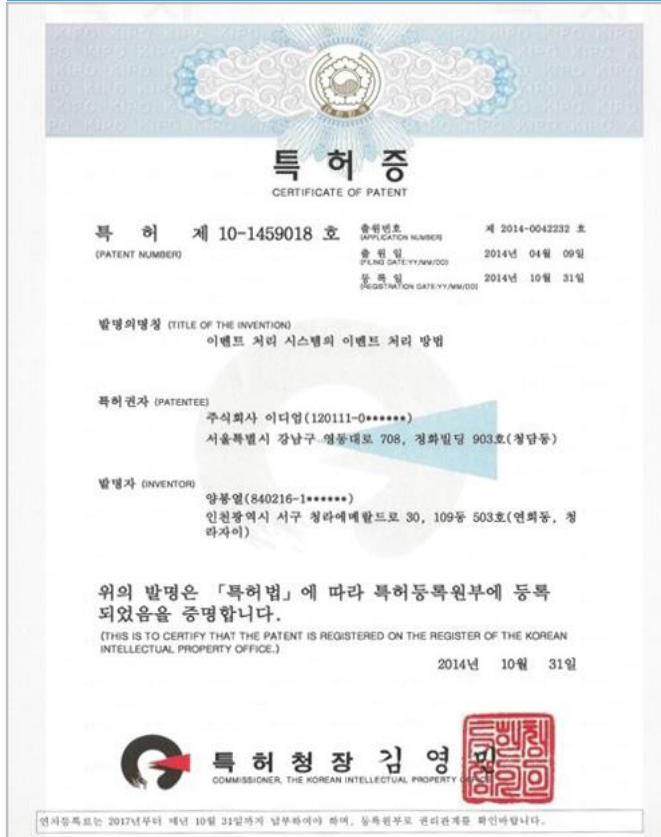 특허증
CERTIFICATE OF PATENT
특 허 제 10-1459018 호
(PATENT NUMBER)
출원번호 제 2014-0042232 호
(APPLICATION NUMBER)
출원일 2014년 04월 09일
(FILING DATE:YY/MM/DD)
등록일 2014년 10월 31일
(REGISTRATION DATE:YY/MM/DD)
발명의명칭 (TITLE OF THE INVENTION)
이벤트 처리 시스템의 이벤트 처리 방법
특허권자 (PATENTEE)
주식회사 이디엄(120111-0******)
서울특별시 강남구 영동대로 708, 정화빌딩 903호(청담동)
발명자 (INVENTOR)
양봉열(840216-1******)
인천광역시 서구 청라에메랄드로 30, 109동 503호(연희동, 청
라자이)
위의 발명은 「특허법」에 따라 특허등록원부에 등록
되었음을 증명합니다.
(THIS IS TO CERTIFY THAT THE PATENT IS REGISTERED ON THE REGISTER OF THE KOREAN
INTELLECTUAL PROPERTY OFFICE.)
2014년 10월 31일
특허청장 김영민
COMMISSIONER, THE KOREAN INTELLECTUAL PROPERTY OFFICE
연차등록료는 2017년부터 매년 10월 31일까지 납부하여야 하며, 등록원부로 권리관계를 확인바랍니다.